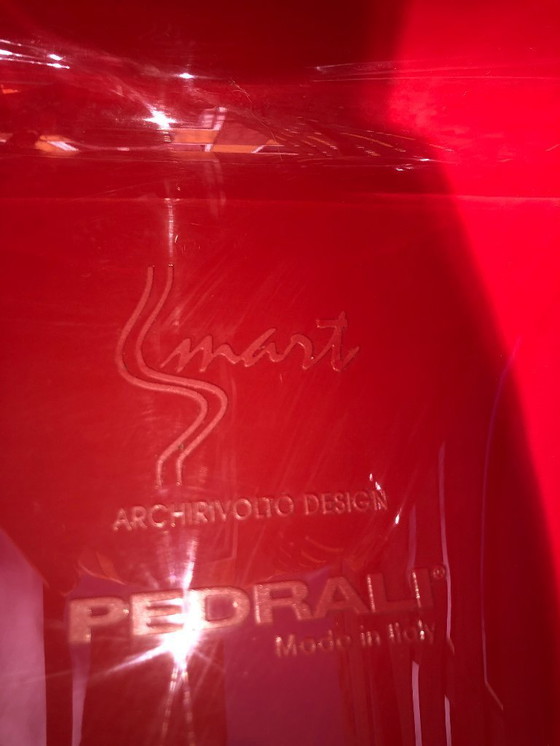 Smart
ARCHIRIVOLTO DESIGN
PEDRALI®
Made in Italy